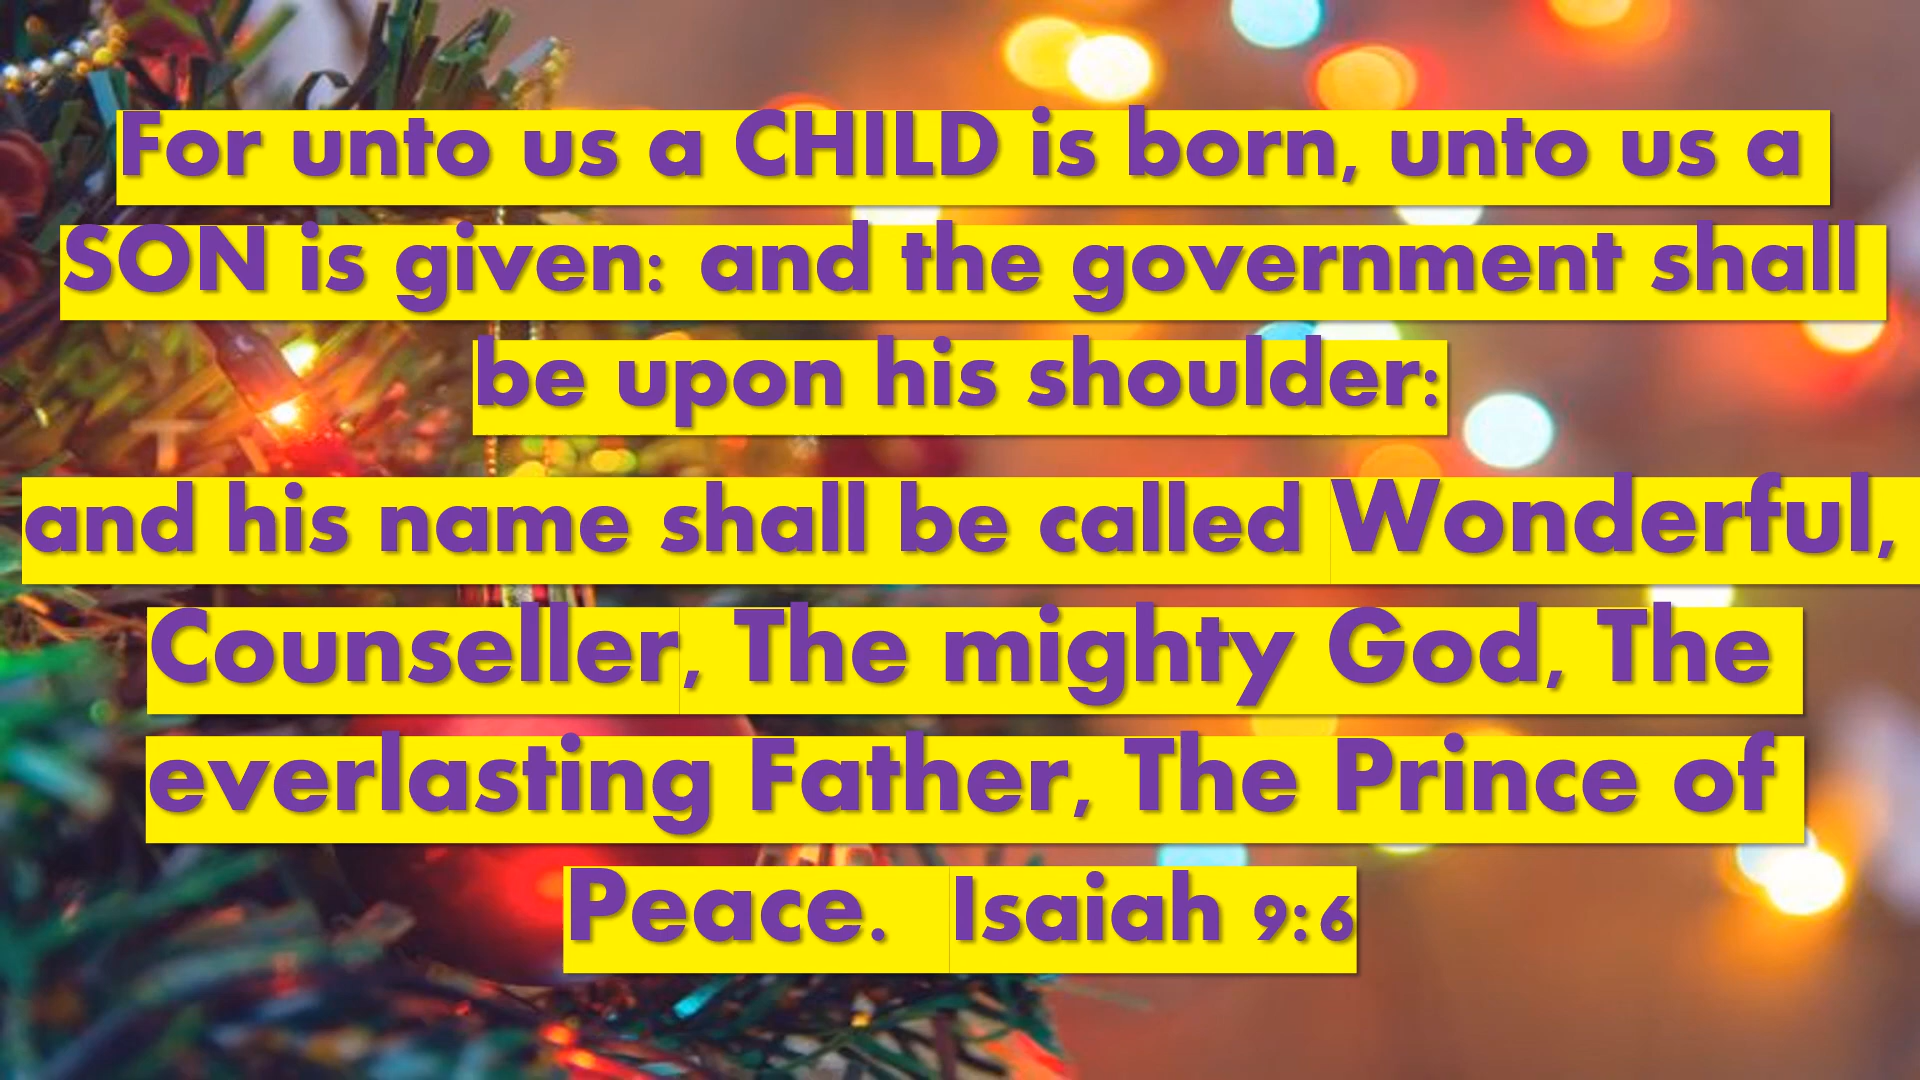 For unto us a CHILD is born, unto us a
SON is given: and the government shall
be upon his shoulder:
and his name shall be called Wonderful,
Counseller, The mighty God, The
everlasting Father, The Prince of
Peace.  Isaiah 9:6